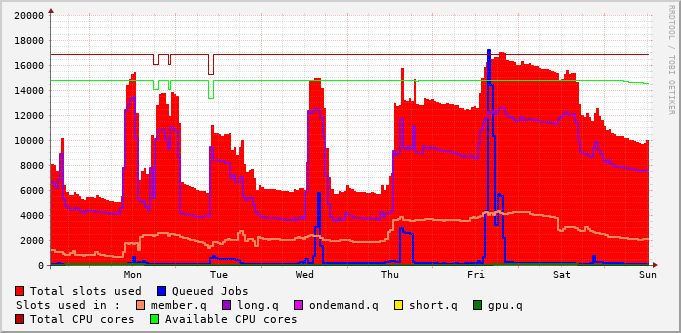 20000
18000
16000
14000
12000
10000
8000
6000
4000
2000
0
Mon Tue Wed Thu Fri Sat Sun
RRDTOOL / TOBI OETIKER
Total slots used Queued Jobs
Slots used in : member.q long.q ondemand.q short.q gpu.q
Total CPU cores Available CPU cores